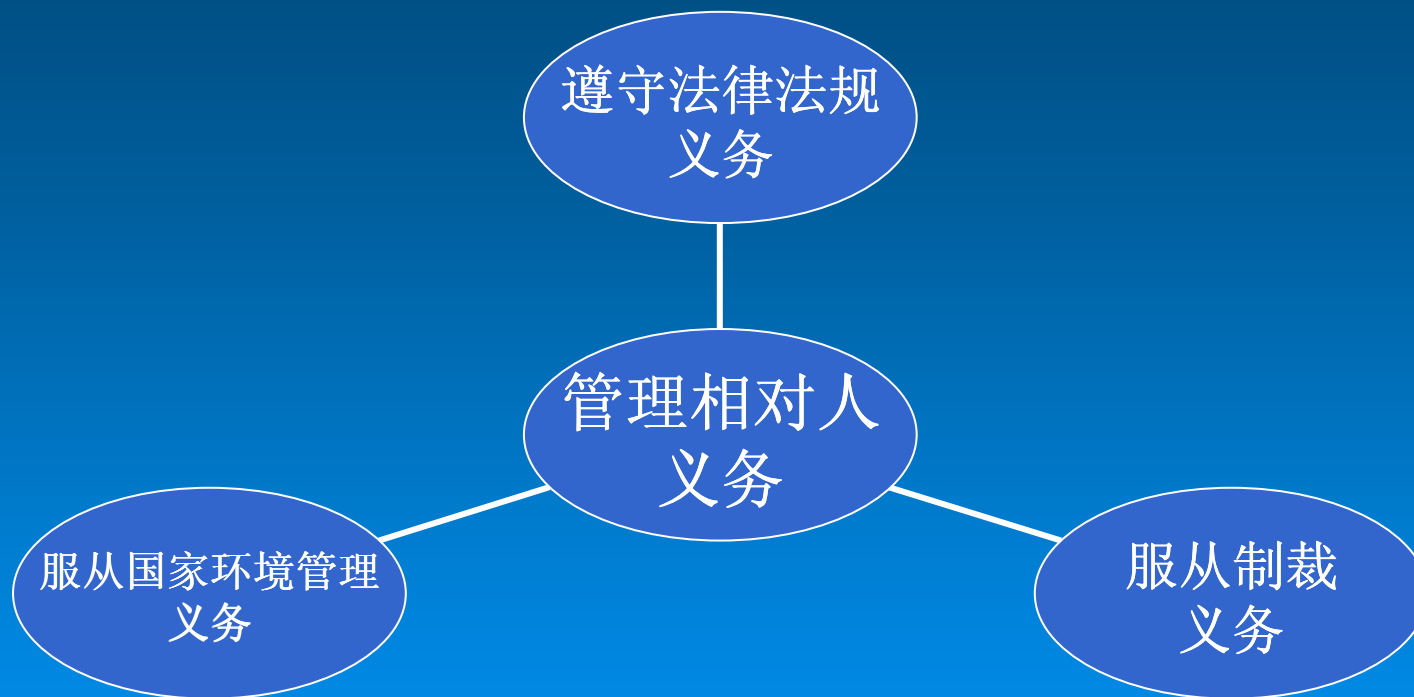 遵守法律法规
义务
管理相对人
义务
服从国家环境管理
义务
服从制裁
义务